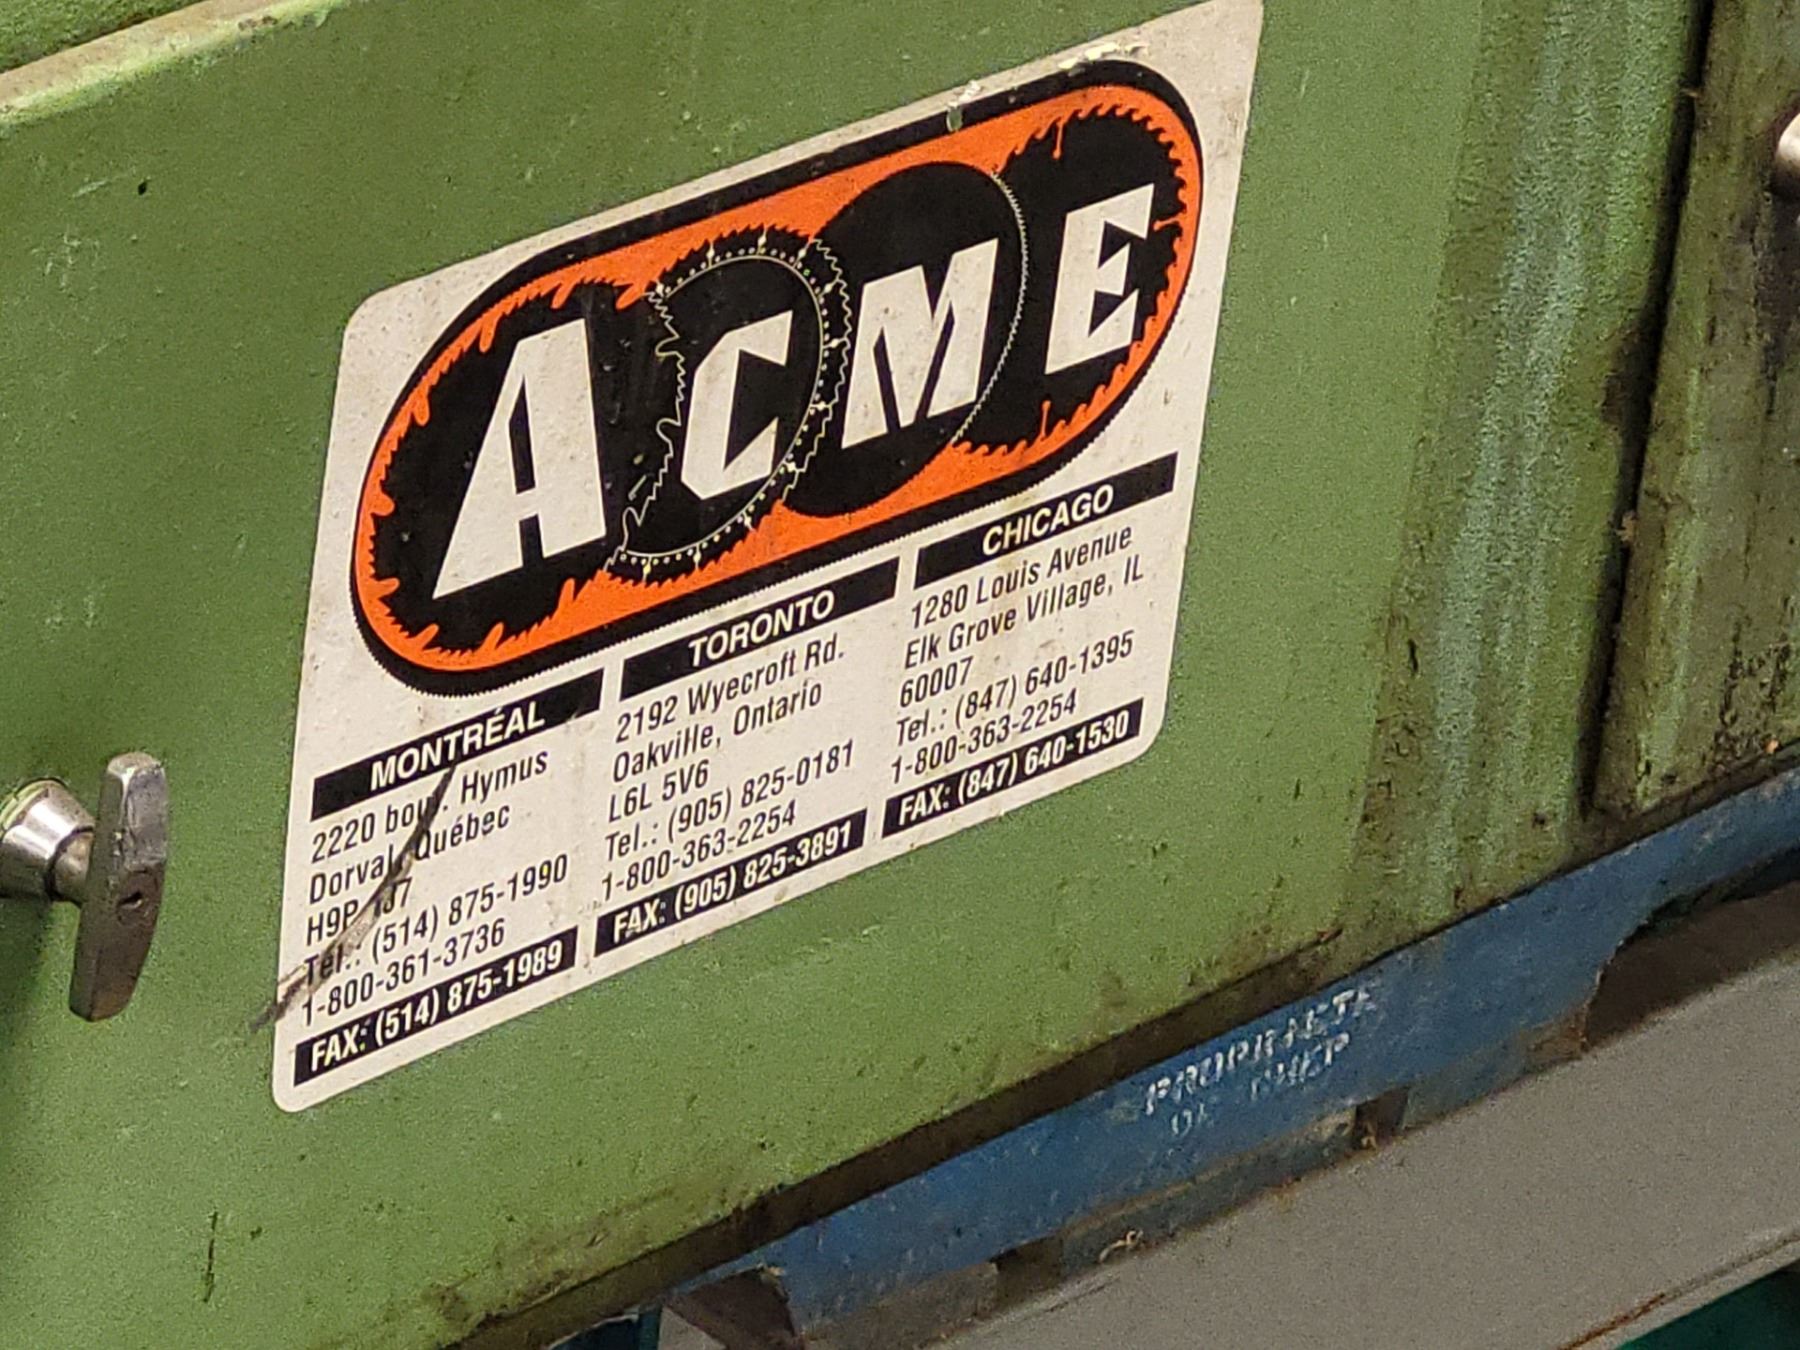 ACME
MONTRÉAL
2220 boul. Hymus
Dorval, Québec
H9P 1J7
Tel.: (514) 875-1990
1-800-361-3736
FAX: (514) 875-1989
TORONTO
2192 Wyecroft Rd.
Oakville, Ontario
L6L 5V6
Tel.: (905) 825-0181
1-800-363-2254
FAX: (905) 825-3891
CHICAGO
1280 Louis Avenue
Elk Grove Village, IL
60007
Tel.: (847) 640-1395
1-800-363-2254
FAX: (847) 640-1530